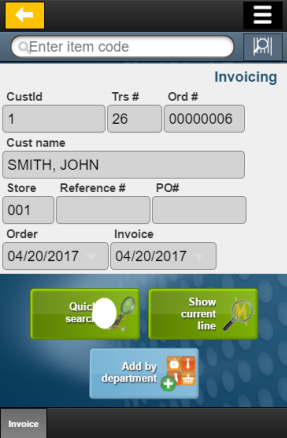 Enter item code
Invoicing
CustId Trs # Ord #
1 26 00000006
Cust name
SMITH, JOHN
Store Reference # PO#
001
Order Invoice
04/20/2017 04/20/2017
Quick
search
Show
current
line
Add by
department
Invoice